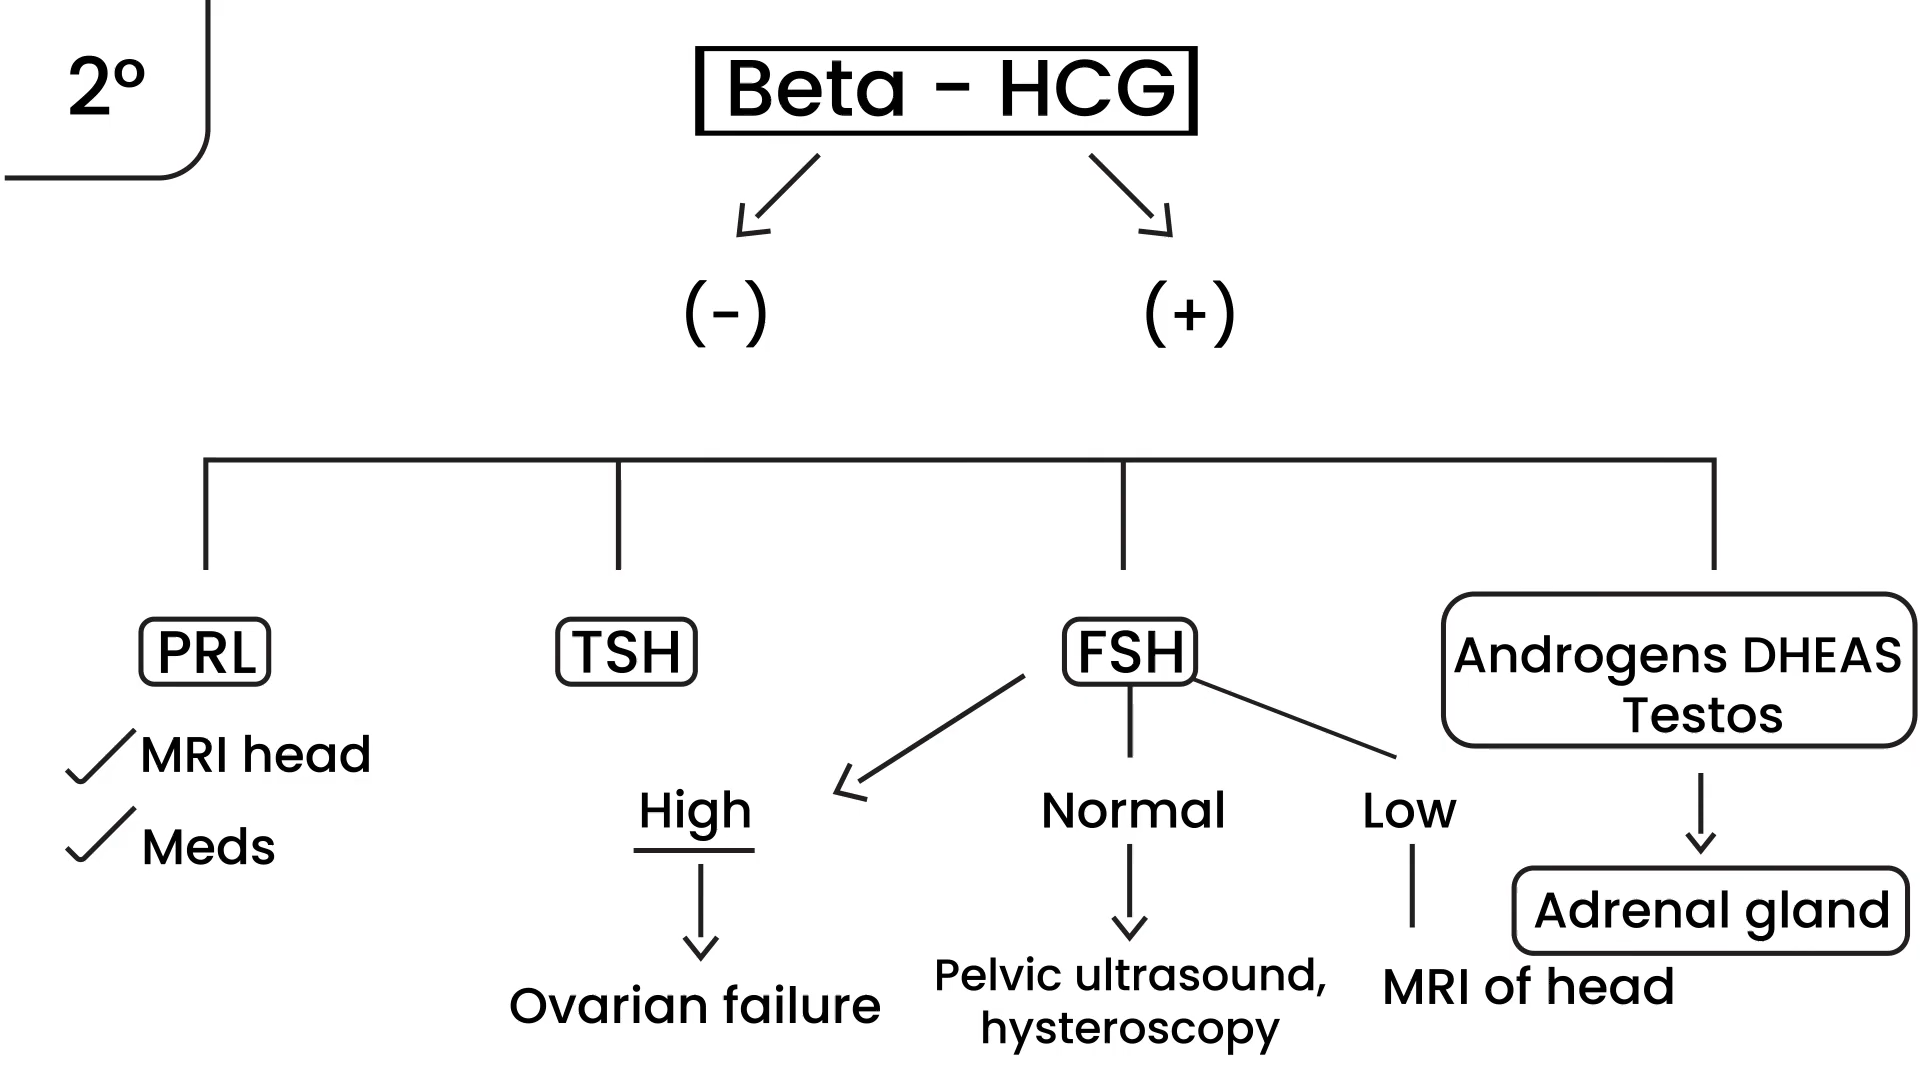 2°
Beta - HCG
(-)
(+)
PRL
TSH
FSH
Androgens DHEAS
Testos
MRI head
Meds
High
Normal
Low
Adrenal gland
Ovarian failure
Pelvic ultrasound,
hysteroscopy
MRI of head